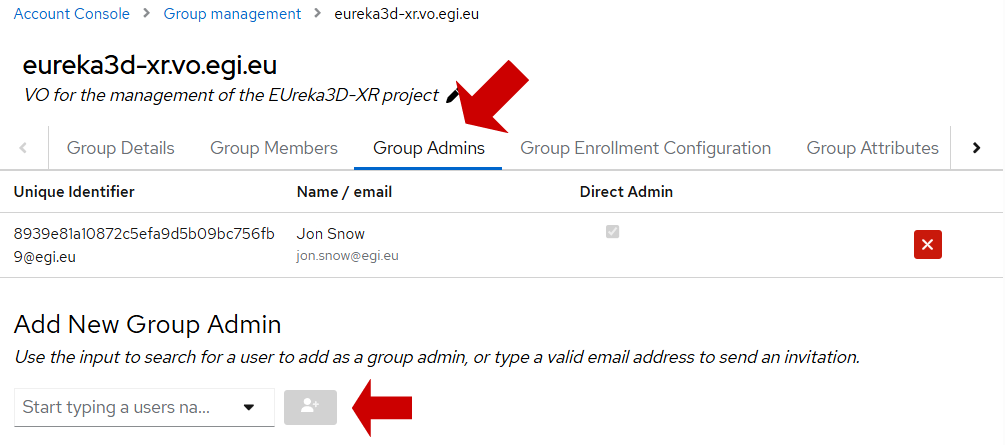 Account Console > Group management > eureka3d-xr.vo.egi.eu
eureka3d-xr.vo.egi.eu
VO for the management of the EUreka3D-XR project
Group Details Group Members Group Admins Group Enrollment Configuration Group Attributes
Unique Identifier Name / email Direct Admin
8939e81a10872c5efa9d5b09bc756fb Jon Snow
9@egi.eu jon.snow@egi.eu
Add New Group Admin
Use the input to search for a user to add as a group admin, or type a valid email address to send an invitation.
Start typing a users na...